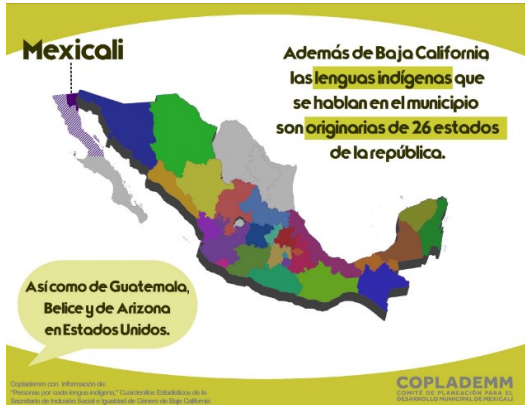 Mexicali
Además de Baja California,
las lenguas indígenas que
se hablan en el municipio
son originarias de 26 estados
de la república.
Así como de Guatemala,
Belice y de Arizona
en Estados Unidos.
Coplademm con información de:
"Personas por cada lengua indígena," Cuadernillos Estadísticos de la
Secretaría de Inclusión Social e Igualdad de Género de Baja California
COPLADEMM
COMITÉ DE PLANEACIÓN PARA EL
DESARROLLO MUNICIPAL DE MEXICALI